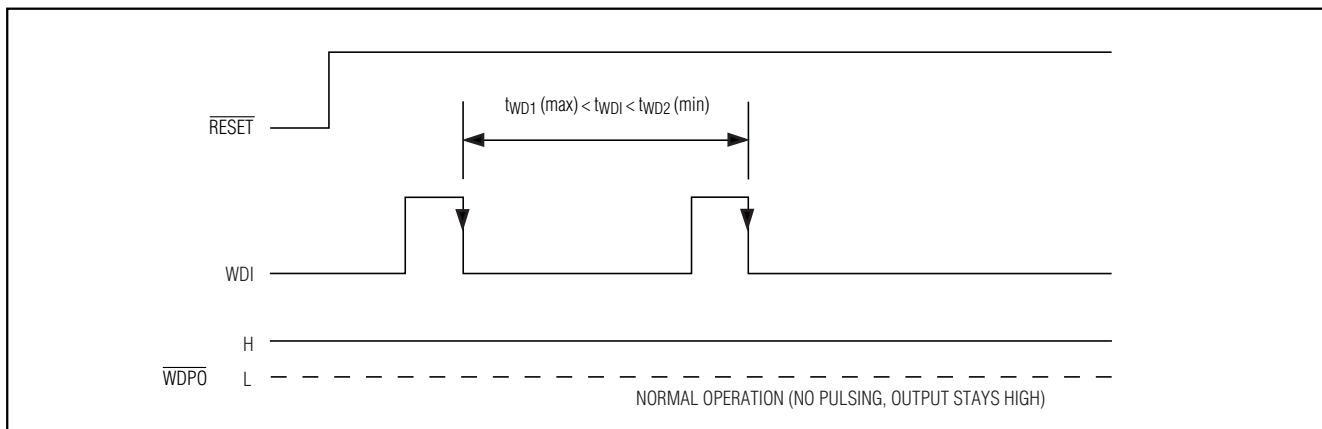 tWD1 (max) < tWDI < tWD2 (min)
RESET
WDI
H
WDPO L
NORMAL OPERATION (NO PULSING, OUTPUT STAYS HIGH)